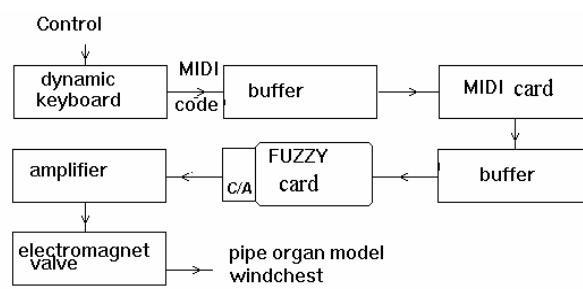 Control
dynamic
keyboard
MIDI
code
buffer
MIDI card
amplifier
C/A
FUZZY
card
buffer
electromagnet
valve
pipe organ model
windchest